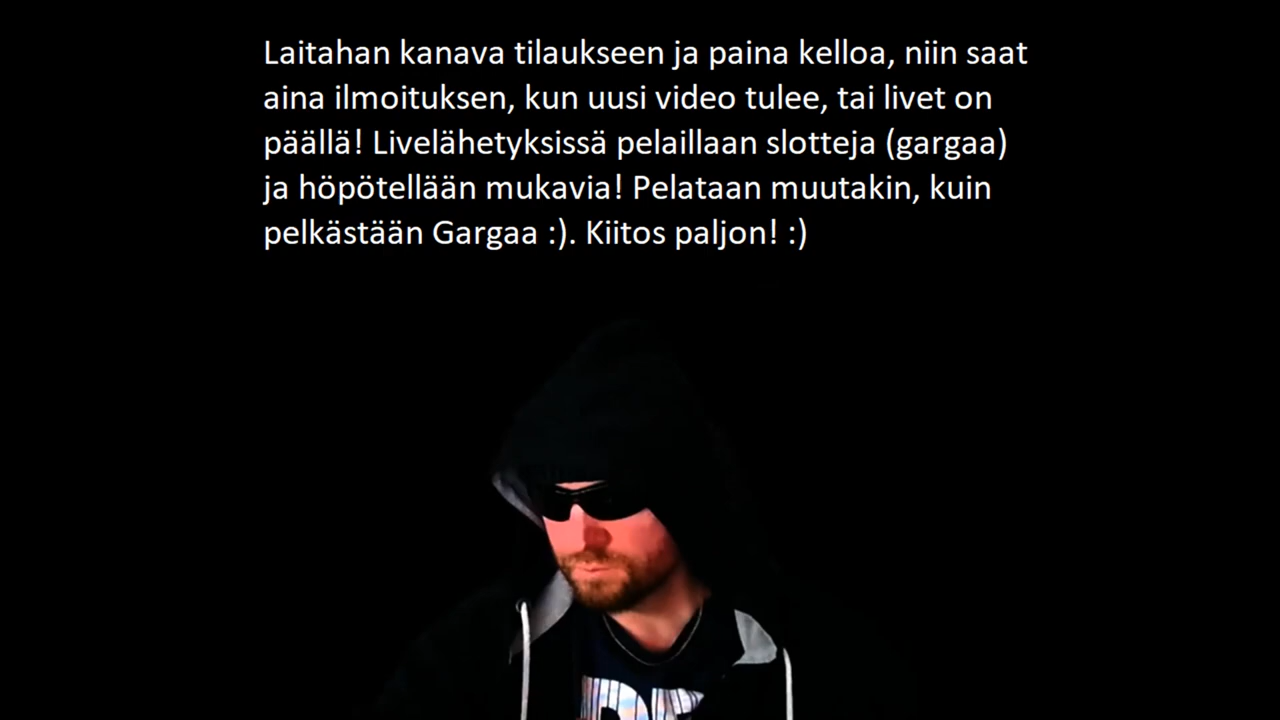 Laitahan kanava tilaukseen ja paina kelloa, niin saat
aina ilmoituksen, kun uusi video tulee, tai livet on
päällä! Livelähetyksissä pelaillaan slotteja (gargaa)
ja höpötellään mukavia! Pelataan muutakin, kuin
pelkästään Gargaa :). Kiitos paljon! :)